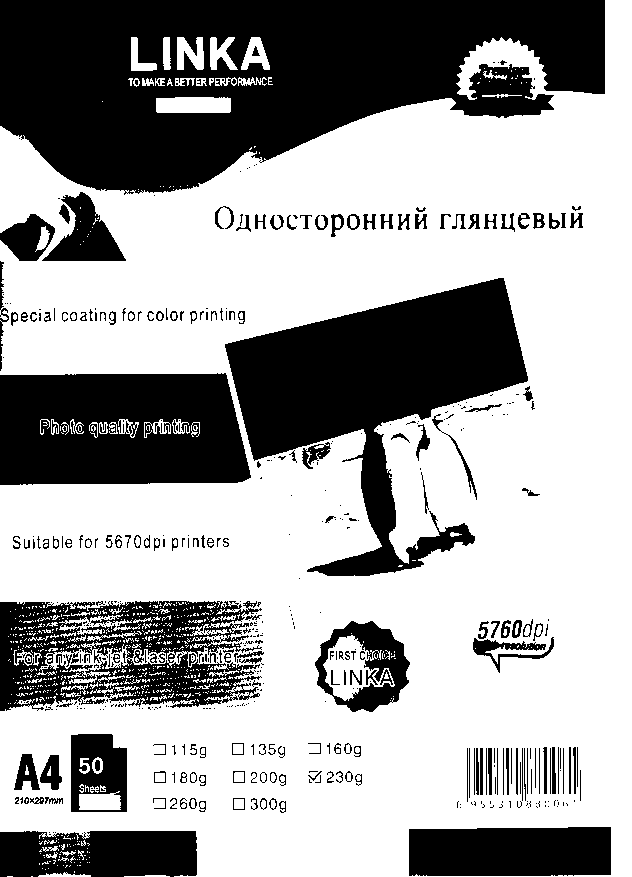 LINKA
TO MAKE A BETTER PERFORMANCE
Односторонний глянцевый
Special coating for color printing
Photo quality printing
Suitable for 5670dpi printers
For any ink-jet & laser printer
FIRST CHOICE
LINKA
5760dpi
resolution
A4
210×297mm
50
Sheets
115g 135g 160g
180g 200g 230g
260g 300g